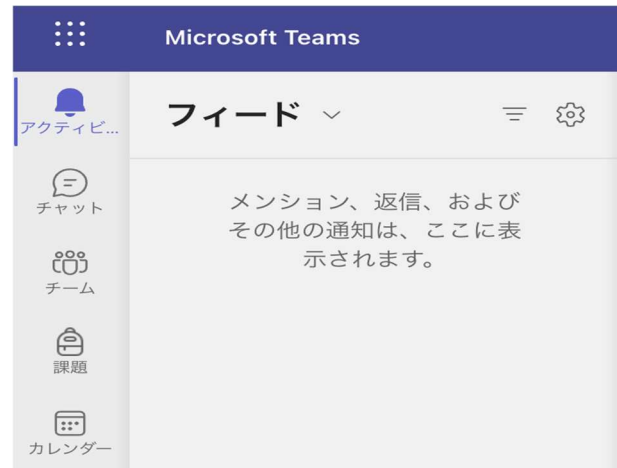 Microsoft Teams
アクティビ...
フィード
チャット
メンション、返信、および
その他の通知は、ここに表
示されます。
チーム
課題
カレンダー